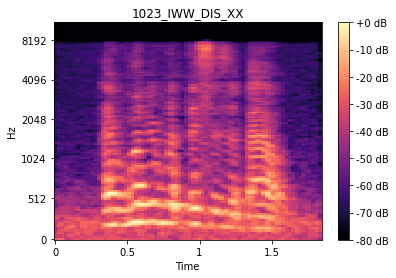 1023_IWW_DIS_XX
+0 dB
8192
-10 dB
4096
-20 dB
-30 dB
2048
Hz
-40 dB
1024
-50 dB
512
-60 dB
-70 dB
0
-80 dB
0
0.5
1
1.5
Time